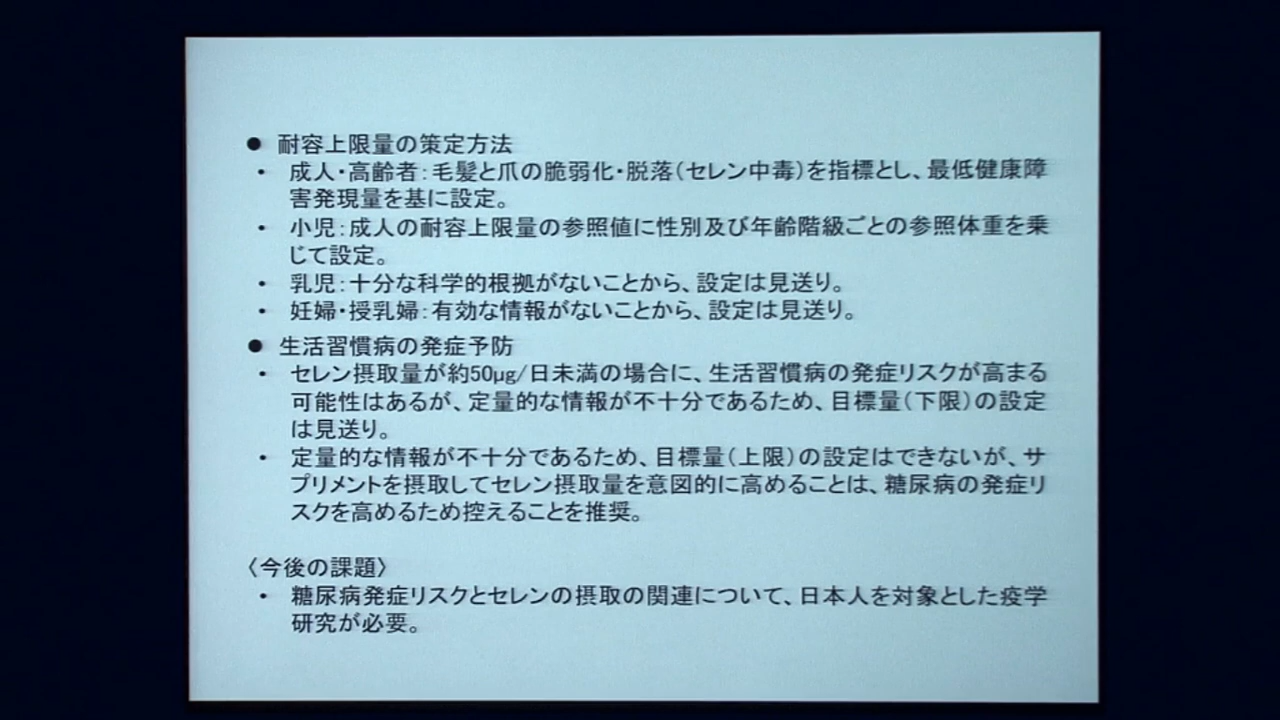 ● 耐容上限量の策定方法
・ 成人・高齢者：毛髪と爪の脆弱化・脱落（セレン中毒）を指標とし、最低健康障
害発現量を基に設定。
・ 小児：成人の耐容上限量の参照値に性別及び年齢階級ごとの参照体重を乗
じて設定。
・ 乳児：十分な科学的根拠がないことから、設定は見送り。
・ 妊婦・授乳婦：有効な情報がないことから、設定は見送り。
● 生活習慣病の発症予防
・ セレン摂取量が約50μg/日未満の場合に、生活習慣病の発症リスクが高まる
可能性はあるが、定量的な情報が不十分であるため、目標量（下限）の設定
は見送り。
・ 定量的な情報が不十分であるため、目標量（上限）の設定はできないが、サ
プリメントを摂取してセレン摂取量を意図的に高めることは、糖尿病の発症リ
スクを高めるため控えることを推奨。
〈今後の課題〉
・ 糖尿病発症リスクとセレンの摂取の関連について、日本人を対象とした疫学
研究が必要。